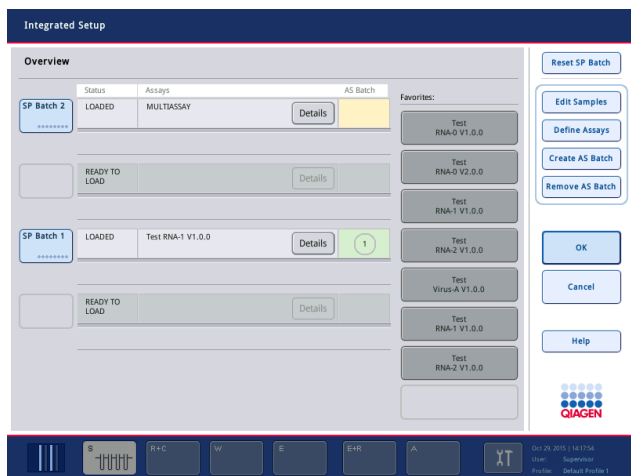 Integrated Setup
Overview
Status Assays AS Batch
SP Batch 2 LOADED MULTIASSAY Details
READY TO
LOAD Details
SP Batch 1 LOADED Test RNA-1 V1.0.0 Details 1
READY TO
LOAD Details
Favorites:
Test
RNA-0 V1.0.0
Test
RNA-0 V2.0.0
Test
RNA-1 V1.0.0
Test
RNA-2 V1.0.0
Test
Virus-A V1.0.0
Test
RNA-1 V1.0.0
Test
RNA-2 V1.0.0
Reset SP Batch
Edit Samples
Define Assays
Create AS Batch
Remove AS Batch
OK
Cancel
Help
QIAGEN
S R+C W E E+R A
Oct 29, 2015 | 14:17:54
User: Supervisor
Profile: Default Profile 1